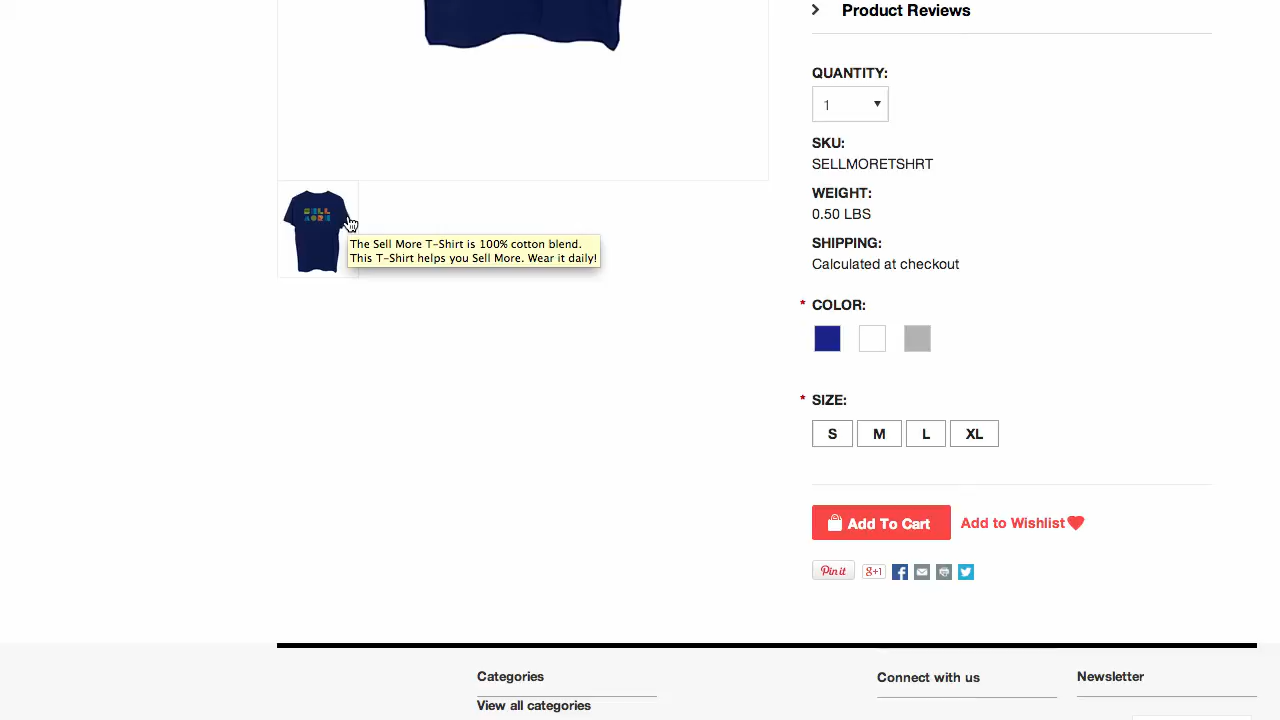 Product Reviews
QUANTITY:
1
SKU:
SELLMORETSHRT
WEIGHT:
0.50 LBS
SHIPPING:
Calculated at checkout
SELL
MORE
The Sell More T-Shirt is 100% cotton blend.
This T-Shirt helps you Sell More. Wear it daily!
* COLOR:
* SIZE:
S M L XL
Add To Cart Add to Wishlist
Pin it g+1
Categories
View all categories
Connect with us
Newsletter